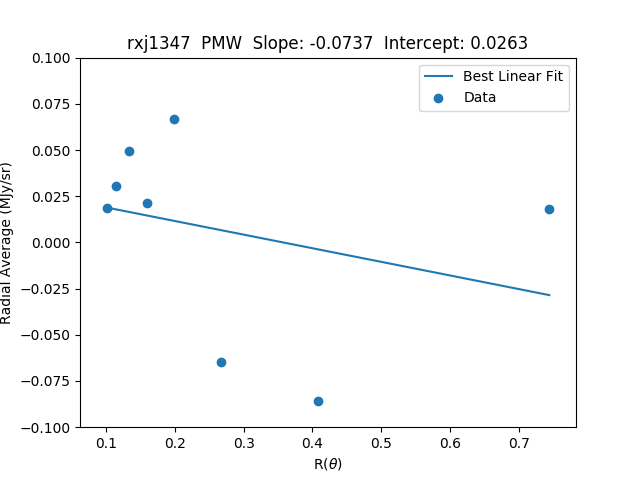 rxj1347 PMW Slope: -0.0737 Intercept: 0.0263
Best Linear Fit
Data
Radial Average (MJy/sr)
0.100
0.075
0.050
0.025
0.000
−0.025
−0.050
−0.075
−0.100
0.1 0.2 0.3 0.4 0.5 0.6 0.7
R(θ)